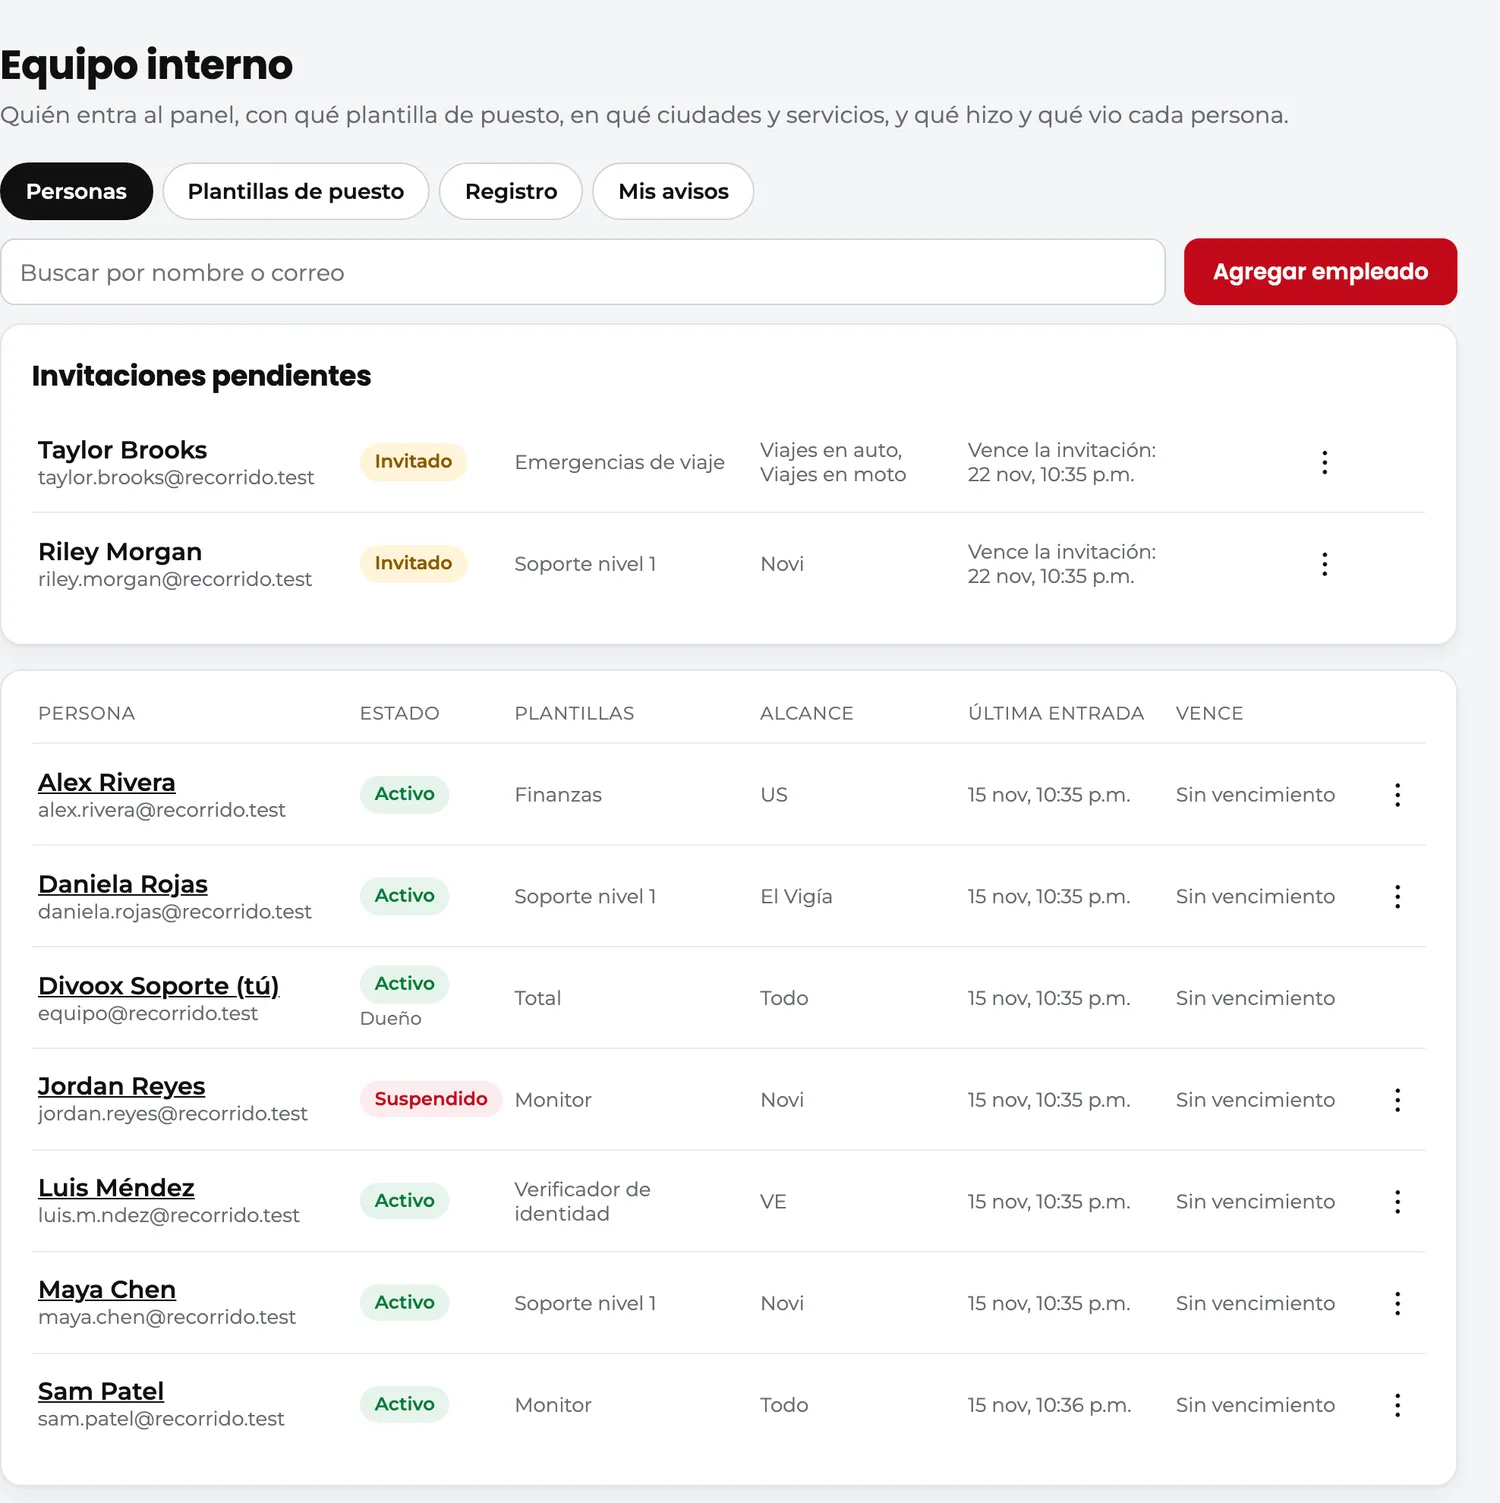 Equipo interno
Quién entra al panel, con qué plantilla de puesto, en qué ciudades y servicios, y qué hizo y qué vio cada persona.
Personas Plantillas de puesto Registro Mis avisos
Buscar por nombre o correo Agregar empleado
Invitaciones pendientes
Taylor Brooks
taylor.brooks@recorrido.test
Invitado
Emergencias de viaje
Viajes en auto,
Viajes en moto
Vence la invitación:
22 nov, 10:35 p.m.
Riley Morgan
riley.morgan@recorrido.test
Invitado
Soporte nivel 1
Novi
Vence la invitación:
22 nov, 10:35 p.m.
PERSONA ESTADO PLANTILLAS ALCANCE ÚLTIMA ENTRADA VENCE
Alex Rivera
alex.rivera@recorrido.test
Activo
Finanzas
US
15 nov, 10:35 p.m.
Sin vencimiento
Daniela Rojas
daniela.rojas@recorrido.test
Activo
Soporte nivel 1
El Vigía
15 nov, 10:35 p.m.
Sin vencimiento
Divoox Soporte (tú)
equipo@recorrido.test
Activo
Dueño
Total
Todo
15 nov, 10:35 p.m.
Sin vencimiento
Jordan Reyes
jordan.reyes@recorrido.test
Suspendido
Monitor
Novi
15 nov, 10:35 p.m.
Sin vencimiento
Luis Méndez
luis.m.ndez@recorrido.test
Activo
Verificador de
identidad
VE
15 nov, 10:35 p.m.
Sin vencimiento
Maya Chen
maya.chen@recorrido.test
Activo
Soporte nivel 1
Novi
15 nov, 10:35 p.m.
Sin vencimiento
Sam Patel
sam.patel@recorrido.test
Activo
Monitor
Todo
15 nov, 10:36 p.m.
Sin vencimiento